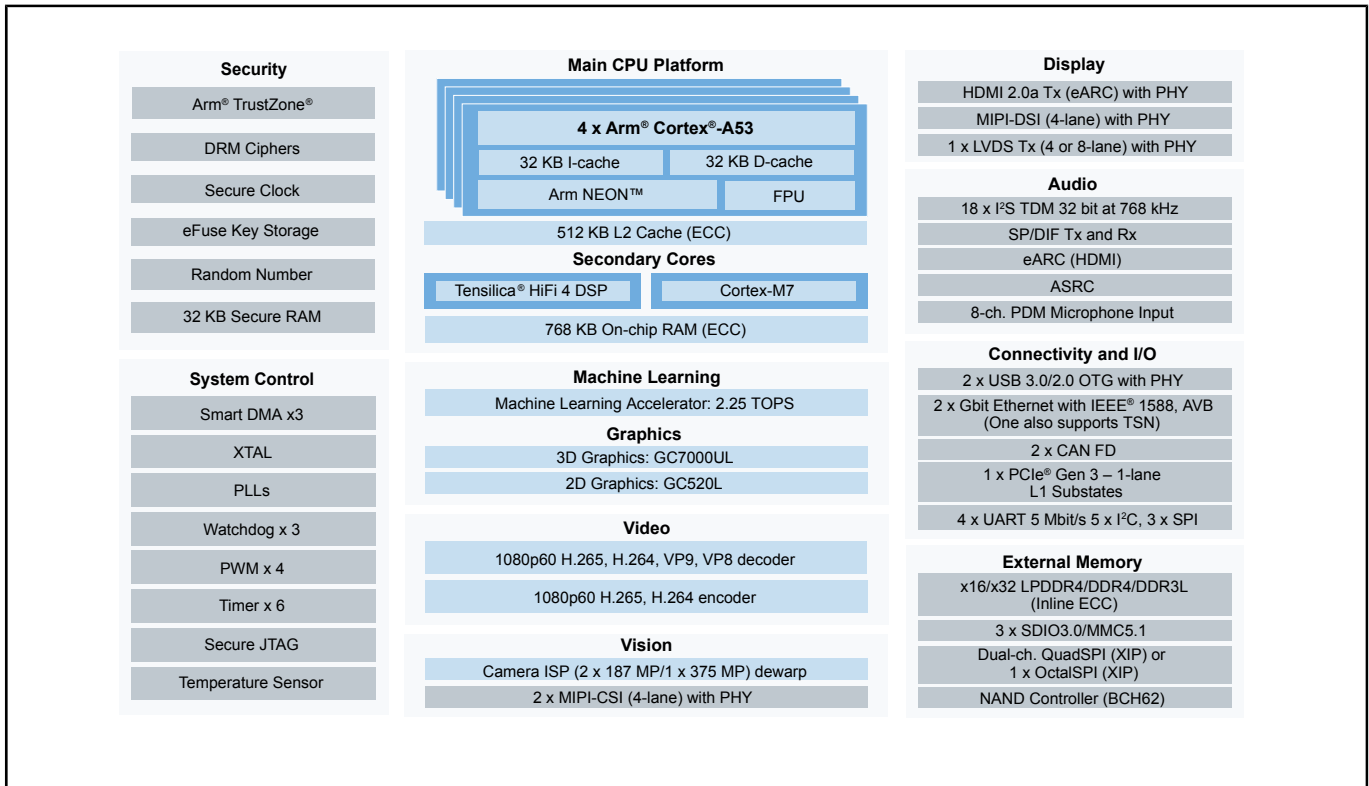 Security
Arm® TrustZone®
DRM Ciphers
Secure Clock
eFuse Key Storage
Random Number
32 KB Secure RAM
System Control
Smart DMA x3
XTAL
PLLs
Watchdog x 3
PWM x 4
Timer x 6
Secure JTAG
Temperature Sensor
Main CPU Platform
4 x Arm® Cortex®-A53
32 KB I-cache
32 KB D-cache
Arm NEON™
FPU
512 KB L2 Cache (ECC)
Secondary Cores
Tensilica® HiFi 4 DSP
Cortex-M7
768 KB On-chip RAM (ECC)
Machine Learning
Machine Learning Accelerator: 2.25 TOPS
Graphics
3D Graphics: GC7000UL
2D Graphics: GC520L
Video
1080p60 H.265, H.264, VP9, VP8 decoder
1080p60 H.265, H.264 encoder
Vision
Camera ISP (2 x 187 MP/1 x 375 MP) dewarp
2 x MIPI-CSI (4-lane) with PHY
Display
HDMI 2.0a Tx (eARC) with PHY
MIPI-DSI (4-lane) with PHY
1 x LVDS Tx (4 or 8-lane) with PHY
Audio
18 x I²S TDM 32 bit at 768 kHz
SP/DIF Tx and Rx
eARC (HDMI)
ASRC
8-ch. PDM Microphone Input
Connectivity and I/O
2 x USB 3.0/2.0 OTG with PHY
2 x Gbit Ethernet with IEEE® 1588, AVB
(One also supports TSN)
2 x CAN FD
1 x PCIe® Gen 3 – 1-lane
L1 Substates
4 x UART 5 Mbit/s 5 x I²C, 3 x SPI
External Memory
x16/x32 LPDDR4/DDR4/DDR3L
(Inline ECC)
3 x SDIO3.0/MMC5.1
Dual-ch. QuadSPI (XIP) or
1 x OctalSPI (XIP)
NAND Controller (BCH62)